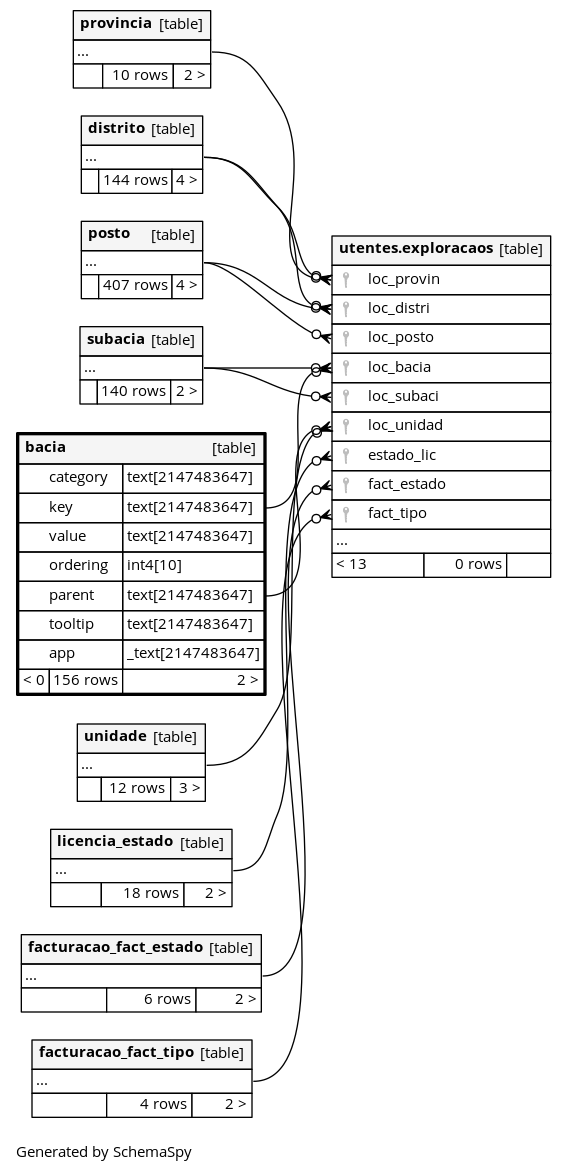 provincia [table]
...
10 rows 2 >
distrito [table]
...
144 rows 4 >
posto [table]
...
407 rows 4 >
subacia [table]
...
140 rows 2 >
bacia [table]
category text[2147483647]
key text[2147483647]
value text[2147483647]
ordering int4[10]
parent text[2147483647]
tooltip text[2147483647]
app _text[2147483647]
< 0 156 rows 2 >
unidade [table]
...
12 rows 3 >
licencia_estado [table]
...
18 rows 2 >
facturacao_fact_estado [table]
...
6 rows 2 >
facturacao_fact_tipo [table]
...
4 rows 2 >
utentes.exploracaos [table]
loc_provin
loc_distri
loc_posto
loc_bacia
loc_subaci
loc_unidad
estado_lic
fact_estado
fact_tipo
...
< 13 0 rows
Generated by SchemaSpy